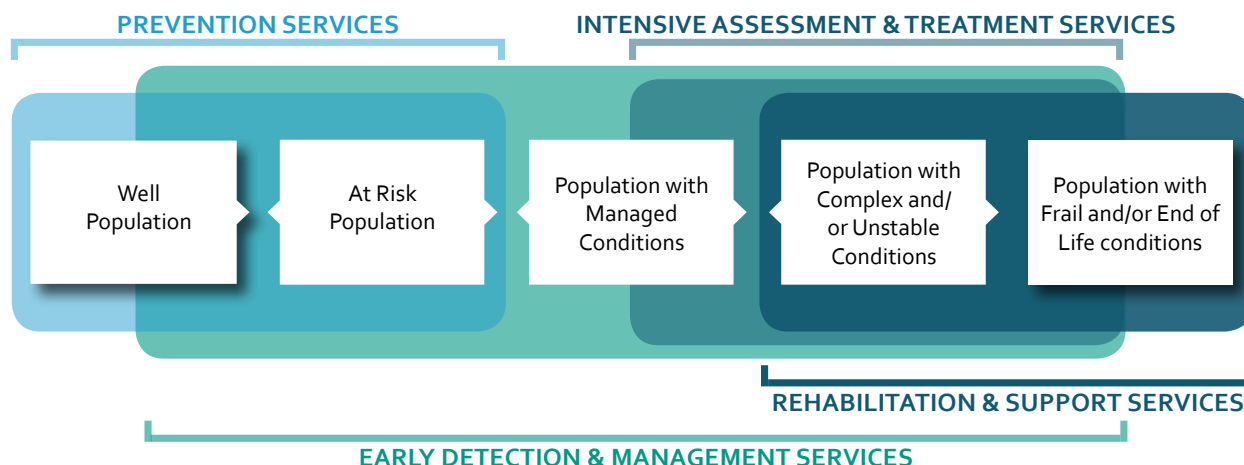 PREVENTION SERVICES
INTENSIVE ASSESSMENT & TREATMENT SERVICES
Well
Population
At Risk
Population
Population with
Managed
Conditions
Population with
Complex and/
or Unstable
Conditions
Population with
Frail and/or End of
Life conditions
REHABILITATION & SUPPORT SERVICES
EARLY DETECTION & MANAGEMENT SERVICES